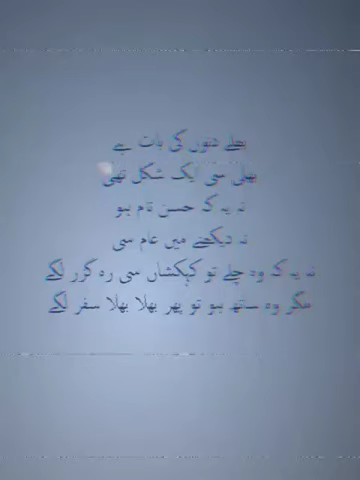 بھلے دنوں کی بات ہے
بھلی سی ایک شکل تھی
نہ یہ کہ حسن تام ہو
نہ دیکھنے میں عام سی
نہ یہ کہ وہ چلے تو کہکشاں سی رہ گزر لگے
مگر وہ ساتھ ہو تو پھر بھلا بھلا سفر لگے